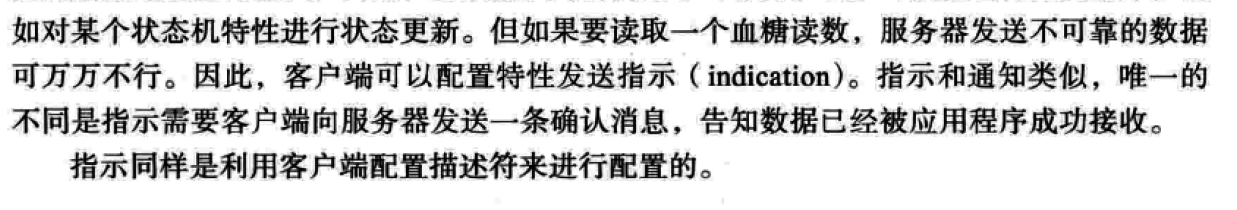 如对某个状态机特性进行状态更新。但如果要读取一个血糖读数，服务器发送不可靠的数据
可万万不行。因此，客户端可以配置特性发送指示（indication）。指示和通知类似，唯一的
不同是指示需要客户端向服务器发送一条确认消息，告知数据已经被应用程序成功接收。
指示同样是利用客户端配置描述符来进行配置的。